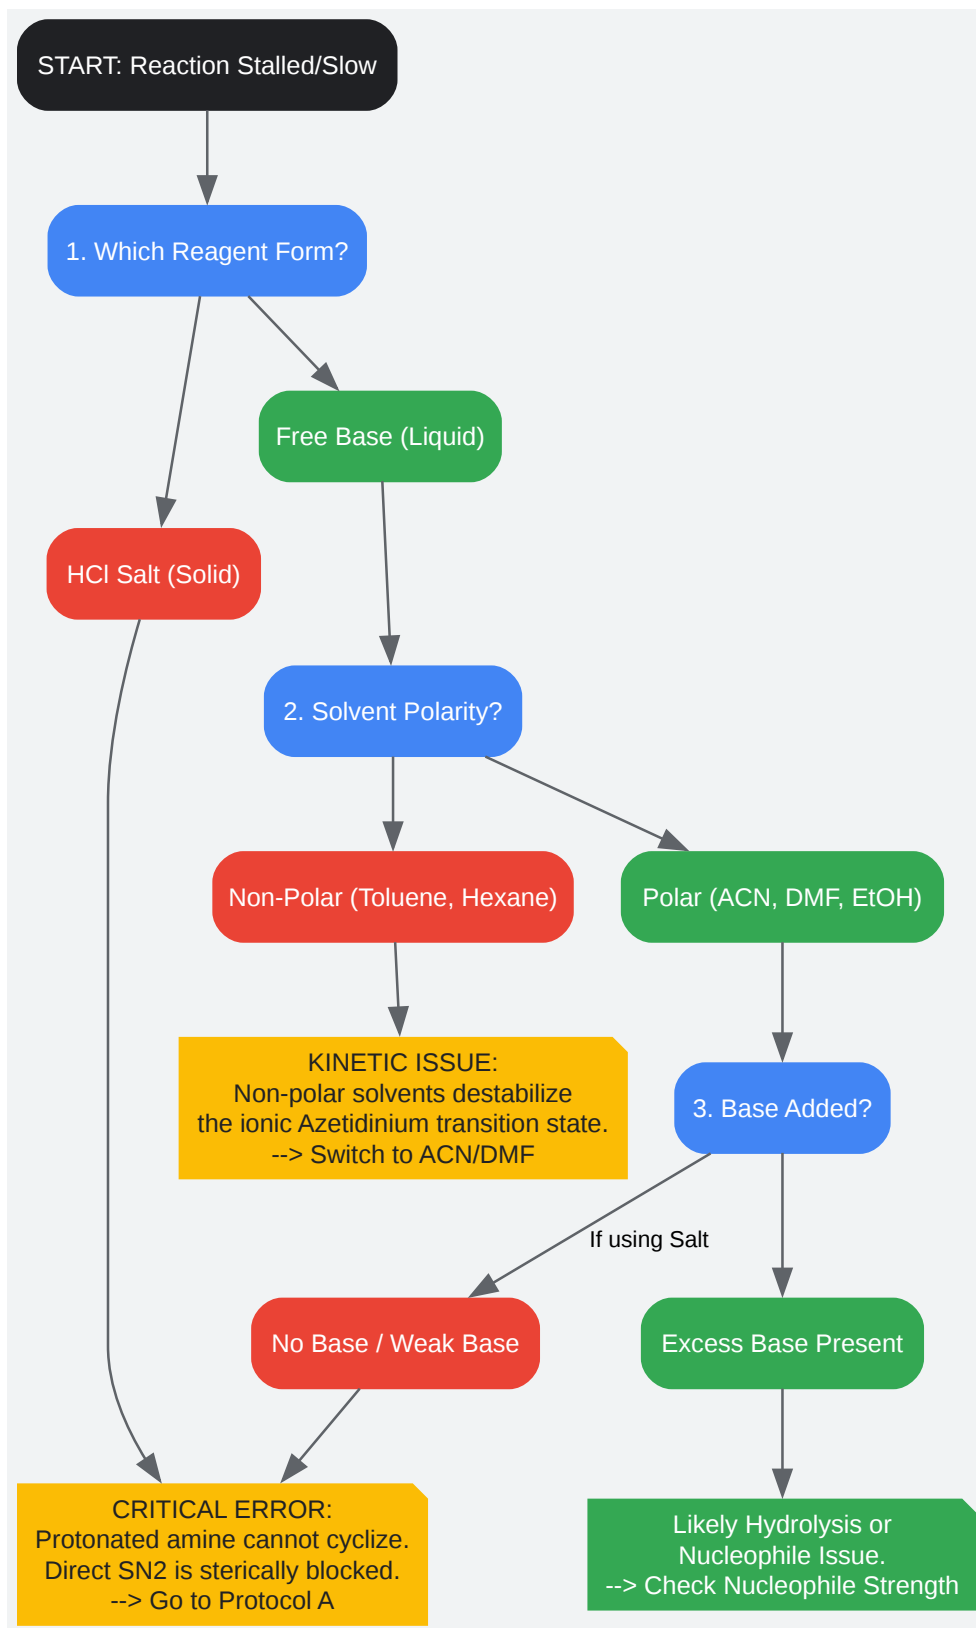 START: Reaction Stalled/Slow
1. Which Reagent Form?
Free Base (Liquid)
HCl Salt (Solid)
2. Solvent Polarity?
Non-Polar (Toluene, Hexane)
Polar (ACN, DMF, EtOH)
KINETIC ISSUE:
Non-polar solvents destabilize
the ionic Azetidinium transition state.
--> Switch to ACN/DMF
3. Base Added?
If using Salt
No Base / Weak Base
Excess Base Present
CRITICAL ERROR:
Protonated amine cannot cyclize.
Direct SN2 is sterically blocked.
--> Go to Protocol A
Likely Hydrolysis or
Nucleophile Issue.
--> Check Nucleophile Strength